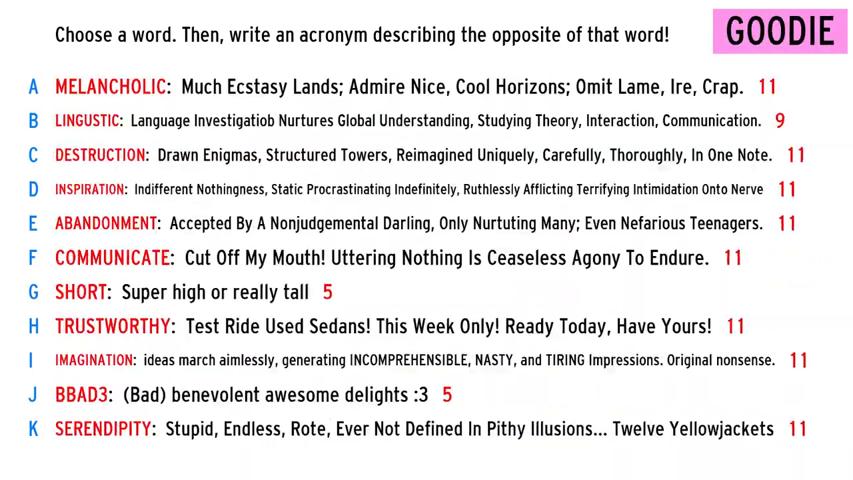 Choose a word. Then, write an acronym describing the opposite of that word!
GOODIE
A MELANCHOLIC: Much Ecstasy Lands; Admire Nice, Cool Horizons; Omit Lame, Ire, Crap. 11
B LINGUSTIC: Language Investigatiob Nurtures Global Understanding, Studying Theory, Interaction, Communication. 9
C DESTRUCTION: Drawn Enigmas, Structured Towers, Reimagined Uniquely, Carefully, Thoroughly, In One Note. 11
D INSPIRATION: Indifferent Nothingness, Static Procrastinating Indefinitely, Ruthlessly Afflicting Terrifying Intimidation Onto Nerve 11
E ABANDONMENT: Accepted By A Nonjudgemental Darling, Only Nurtuting Many; Even Nefarious Teenagers. 11
F COMMUNICATE: Cut Off My Mouth! Uttering Nothing Is Ceaseless Agony To Endure. 11
G SHORT: Super high or really tall 5
H TRUSTWORTHY: Test Ride Used Sedans! This Week Only! Ready Today, Have Yours! 11
I IMAGINATION: ideas march aimlessly, generating INCOMPREHENSIBLE, NASTY, and TIRING Impressions. Original nonsense. 11
J BBAD3: (Bad) benevolent awesome delights :3 5
K SERENDIPITY: Stupid, Endless, Rote, Ever Not Defined In Pithy Illusions... Twelve Yellowjackets 11